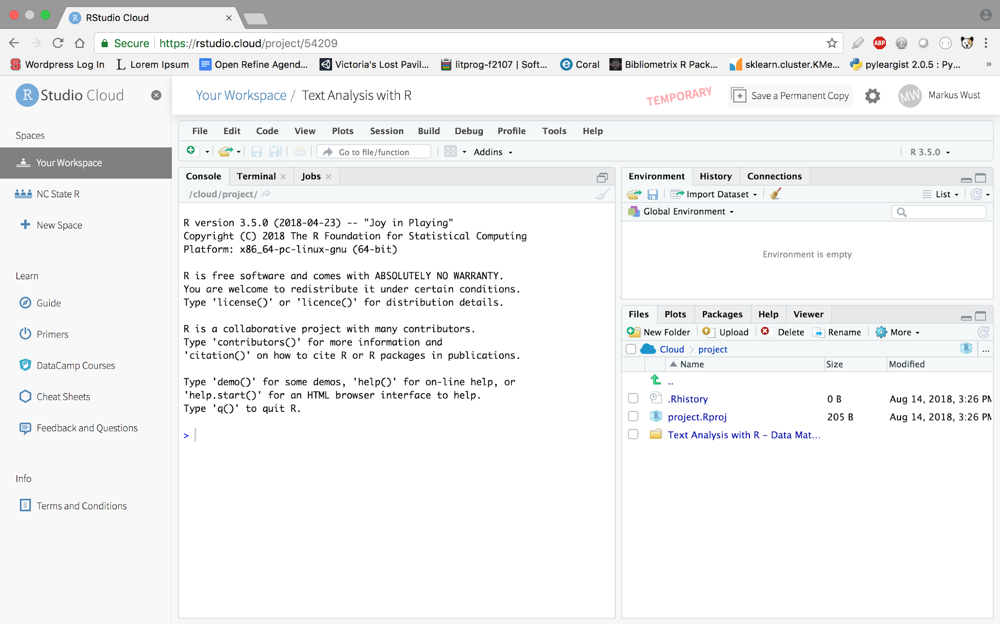 RStudio Cloud
Secure https://rstudio.cloud/project/54209
ABP
Wordpress Log In
Lorem Ipsum
Open Refine Agend...
Victoria's Lost Pavil...
litprog-f2107 | Soft...
Coral
Bibliometrix R Pack...
sklearn.cluster.KMe...
pyleargist 2.0.5 : Py...
»
R Studio Cloud
Spaces
Your Workspace
NC State R
New Space
Learn
Guide
Primers
DataCamp Courses
Cheat Sheets
Feedback and Questions
Info
Terms and Conditions
Your Workspace / Text Analysis with R
TEMPORARY
Save a Permanent Copy
MW
Markus Wust
File Edit Code View Plots Session Build Debug Profile Tools Help
Go to file/function
Addins
R 3.5.0
Console Terminal Jobs
/cloud/project/
R version 3.5.0 (2018-04-23) -- "Joy in Playing"
Copyright (C) 2018 The R Foundation for Statistical Computing
Platform: x86_64-pc-linux-gnu (64-bit)
R is free software and comes with ABSOLUTELY NO WARRANTY.
You are welcome to redistribute it under certain conditions.
Type 'license()' or 'licence()' for distribution details.
R is a collaborative project with many contributors.
Type 'contributors()' for more information and
'citation()' on how to cite R or R packages in publications.
Type 'demo()' for some demos, 'help()' for on-line help, or
'help.start()' for an HTML browser interface to help.
Type 'q()' to quit R.
>
Environment History Connections
Import Dataset
List
Global Environment
Environment is empty
Files Plots Packages Help Viewer
New Folder Upload Delete Rename More
Cloud project
...
Name Size Modified
..
.Rhistory 0 B Aug 14, 2018, 3:26 PM
project.Rproj 205 B Aug 14, 2018, 3:26 PM
Text Analysis with R – Data Mat...